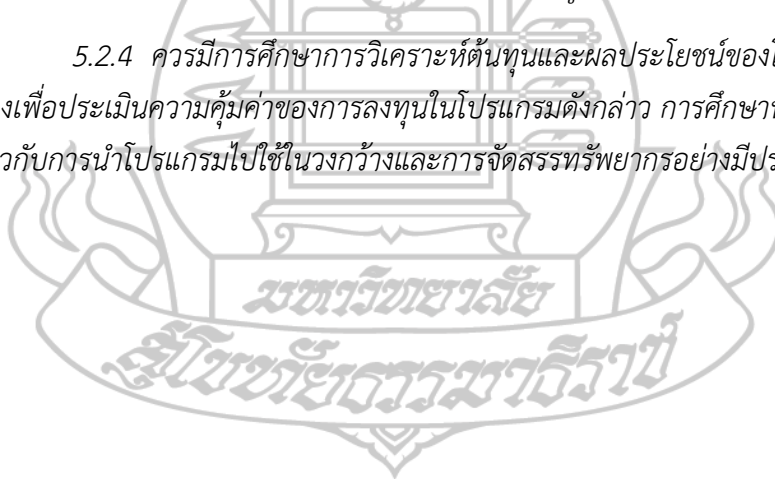 5.2.4 ควรมีการศึกษาการวิเคราะห์ต้นทุนและผลประโยชน์ของโ
งเพื่อประเมินความคุ้มค่าของการลงทุนในโปรแกรมดังกล่าว การศึกษา
วกับการนำโปรแกรมไปใช้ในวงกว้างและการจัดสรรทรัพยากรอย่างมีประ
มหาวิทยาลัย
สุโขทัยธรรมาธิราช